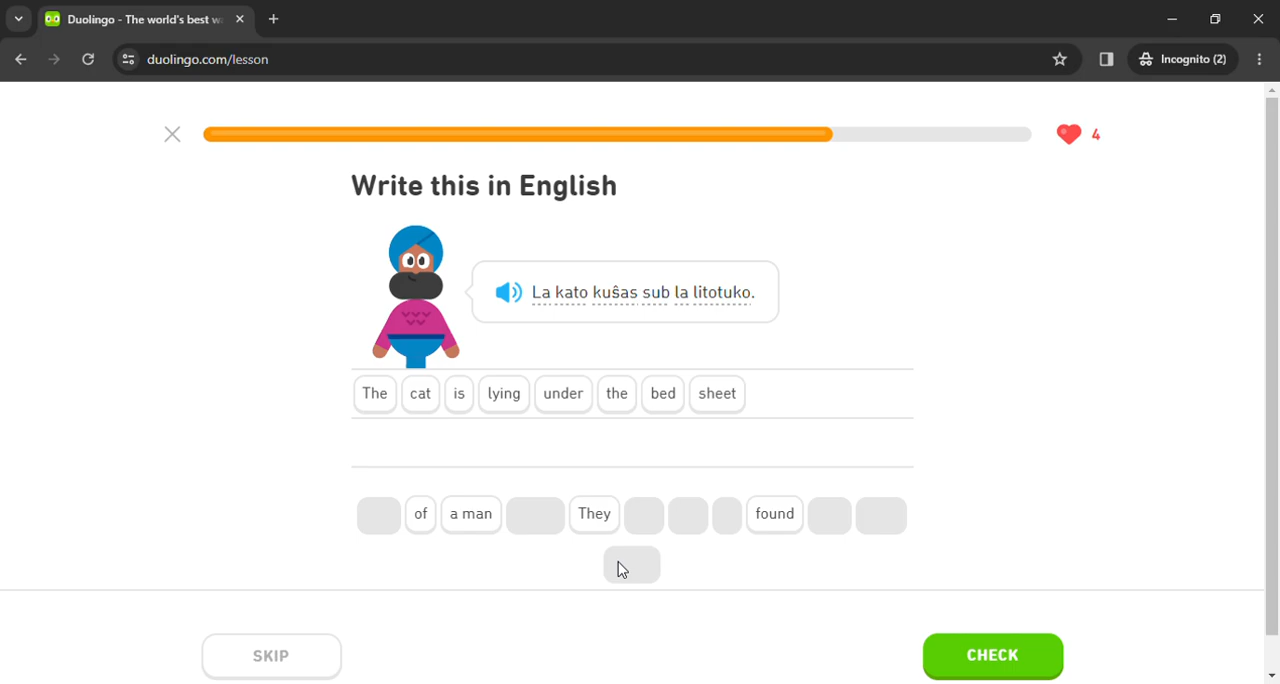 Duolingo - The world's best w
duolingo.com/lesson
Incognito (2)
4
Write this in English
La kato kuŝas sub la litotuko.
The cat is lying under the bed sheet
of a man They found
SKIP
CHECK